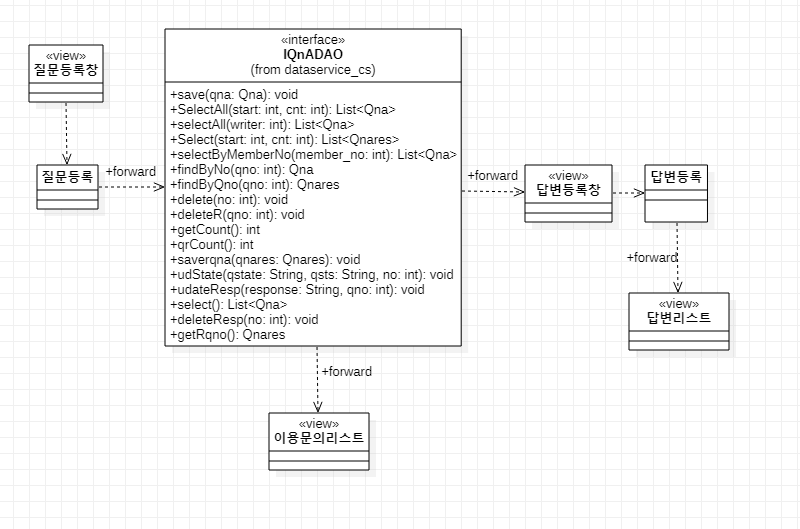 «view»
질문등록창
질문등록
+forward
«interface»
IQnADAO
(from dataservice_cs)
+save(qna: Qna): void
+SelectAll(start: int, cnt: int): List<Qna>
+selectAll(writer: int): List<Qna>
+Select(start: int, cnt: int): List<Qnares>
+selectByMemberNo(member_no: int): List<Qna>
+findByNo(qno: int): Qna
+findByQno(qno: int): Qnares
+delete(no: int): void
+deleteR(qno: int): void
+getCount(): int
+qrCount(): int
+saverqna(qnares: Qnares): void
+udState(qstate: String, qsts: String, no: int): void
+udateResp(response: String, qno: int): void
+select(): List<Qna>
+deleteResp(no: int): void
+getRqno(): Qnares
+forward
«view»
답변등록창
답변등록
+forward
«view»
답변리스트
+forward
«view»
이용문의리스트